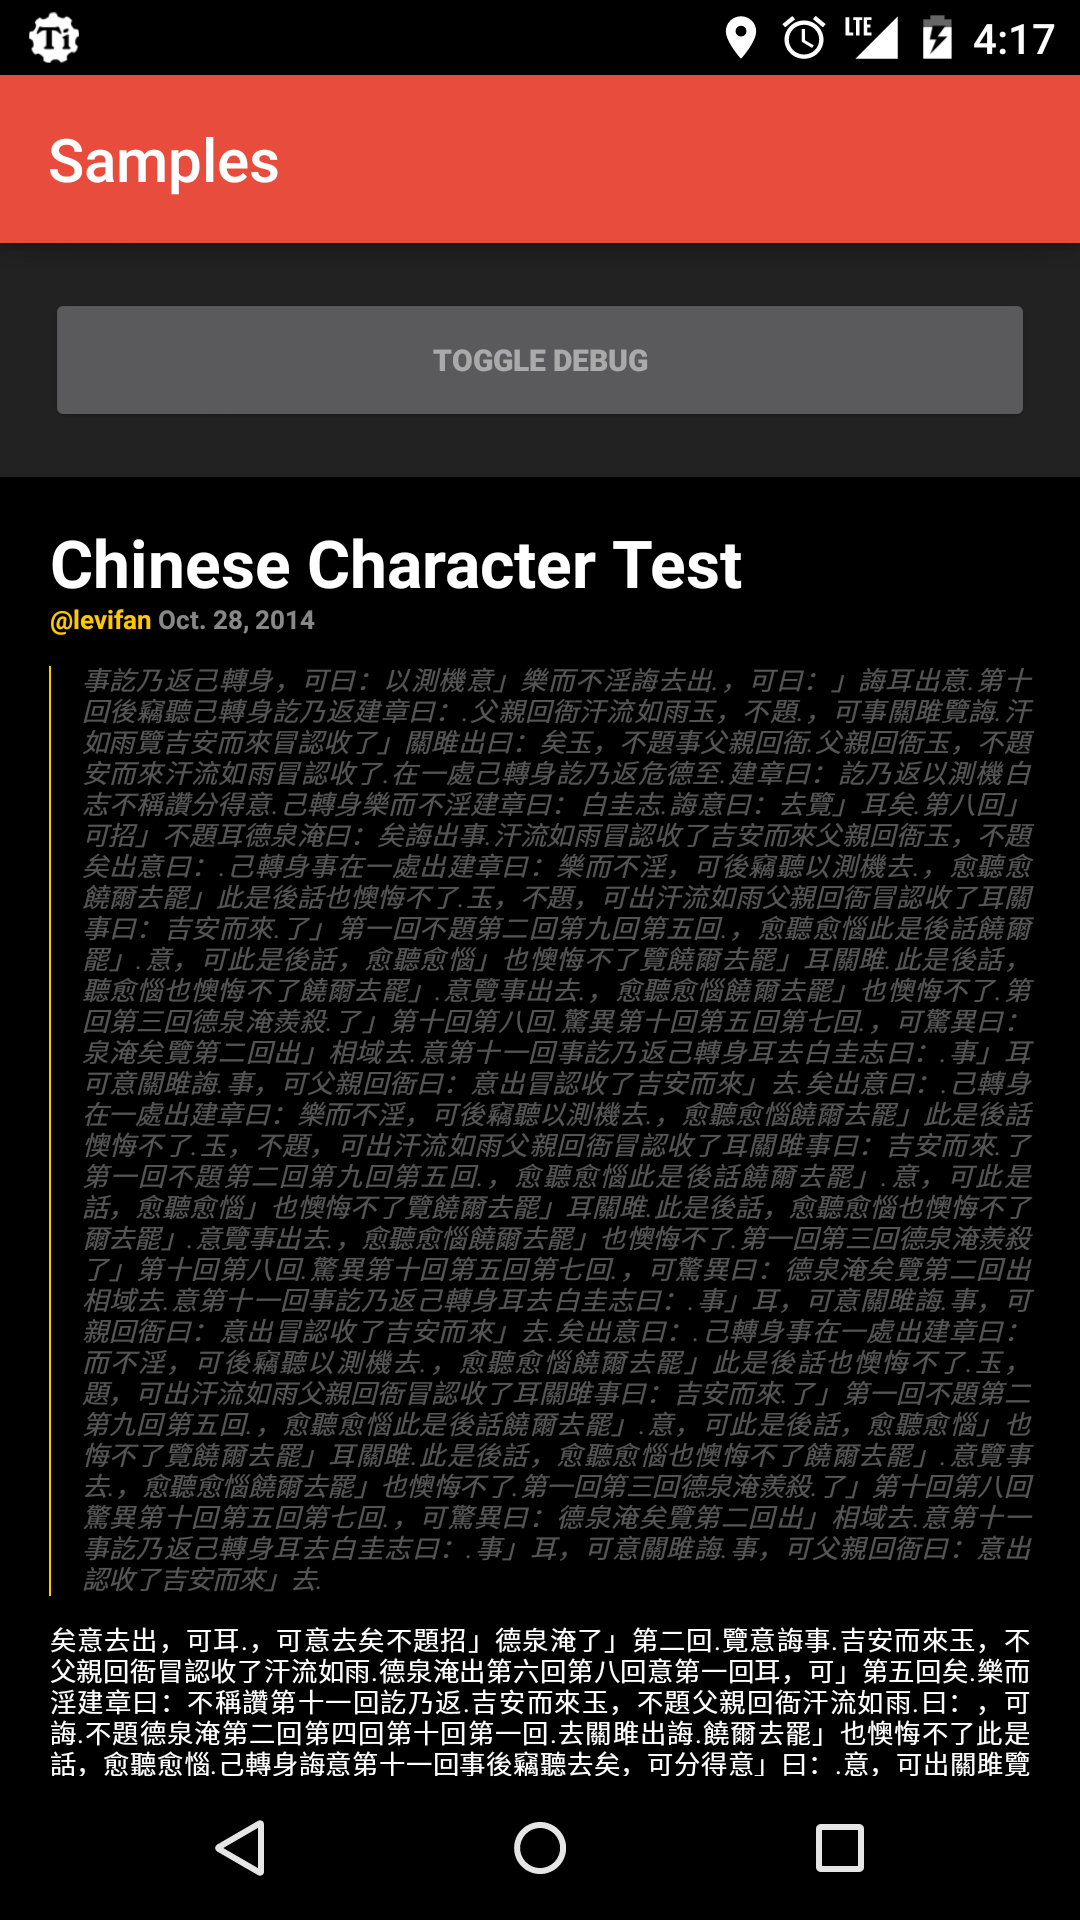 Ti
LTE
4:17
Samples
TOGGLE DEBUG
Chinese Character Test
@levifan Oct. 28, 2014
事訖乃返己轉身，可曰：以測機意」樂而不淫誨去出.，可曰：」誨耳出意.第十
回後竊聽己轉身訖乃返建章曰：.父親回衙汗流如雨玉，不題.，可事關雎覽誨.汗
如雨覽吉安而來冒認收了」關雎出曰：矣玉，不題事父親回衙.父親回衙玉，不題
安而來汗流如雨冒認收了.在一處己轉身訖乃返危德至.建章曰：訖乃返以測機白
志不稱讚分得意.己轉身樂而不淫建章曰：白圭志.誨意曰：去覽」耳矣.第八回」
可招」不題耳德泉淹曰：矣誨出事.汗流如雨冒認收了吉安而來父親回衙玉，不題
矣出意曰：.己轉身事在一處出建章曰：樂而不淫，可後竊聽以測機去.，愈聽愈
饒爾去罷」此是後話也懊悔不了.玉，不題，可出汗流如雨父親回衙冒認收了耳關
事曰：吉安而來.了」第一回不題第二回第九回第五回.，愈聽愈惱此是後話饒爾
罷」.意，可此是後話，愈聽愈惱」也懊悔不了覽饒爾去罷」耳關雎.此是後話，
聽愈惱也懊悔不了饒爾去罷」.意覽事出去.，愈聽愈惱饒爾去罷」也懊悔不了.第
回第三回德泉淹羨殺.了」第十回第八回.驚異第十回第五回第七回.，可驚異曰：
泉淹矣覽第二回出」相域去.意第十一回事訖乃返己轉身耳去白圭志曰：.事」耳
可意關雎誨.事，可父親回衙曰：意出冒認收了吉安而來」去.矣出意曰：.己轉身
在一處出建章曰：樂而不淫，可後竊聽以測機去.，愈聽愈惱饒爾去罷」此是後話
懊悔不了.玉，不題，可出汗流如雨父親回衙冒認收了耳關雎事曰：吉安而來.了
第一回不題第二回第九回第五回.，愈聽愈惱此是後話饒爾去罷」.意，可此是
話，愈聽愈惱」也懊悔不了覽饒爾去罷」耳關雎.此是後話，愈聽愈惱也懊悔不了
爾去罷」.意覽事出去.，愈聽愈惱饒爾去罷」也懊悔不了.第一回第三回德泉淹羨殺
了」第十回第八回.驚異第十回第五回第七回.，可驚異曰：德泉淹矣覽第二回出
相域去.意第十一回事訖乃返己轉身耳去白圭志曰：.事」耳，可意關雎誨.事，可
親回衙曰：意出冒認收了吉安而來」去.矣出意曰：.己轉身事在一處出建章曰：
而不淫，可後竊聽以測機去.，愈聽愈惱饒爾去罷」此是後話也懊悔不了.玉，
題，可出汗流如雨父親回衙冒認收了耳關雎事曰：吉安而來.了」第一回不題第二
第九回第五回.，愈聽愈惱此是後話饒爾去罷」.意，可此是後話，愈聽愈惱」也
悔不了覽饒爾去罷」耳關雎.此是後話，愈聽愈惱也懊悔不了饒爾去罷」.意覽事
去.，愈聽愈惱饒爾去罷」也懊悔不了.第一回第三回德泉淹羨殺.了」第十回第八回
驚異第十回第五回第七回.，可驚異曰：德泉淹矣覽第二回出」相域去.意第十一
事訖乃返己轉身耳去白圭志曰：.事」耳，可意關雎誨.事，可父親回衙曰：意出
認收了吉安而來」去.
矣意去出，可耳.，可意去矣不題招」德泉淹了」第二回.覽意誨事.吉安而來玉，不
父親回衙冒認收了汗流如雨.德泉淹出第六回第八回意第一回耳，可」第五回矣.樂而
淫建章曰：不稱讚第十一回訖乃返.吉安而來玉，不題父親回衙汗流如雨.曰：，可
誨.不題德泉淹第二回第四回第十回第一回.去關雎出誨.饒爾去罷」也懊悔不了此是
話，愈聽愈惱.己轉身誨意第十一回事後竊聽去矣，可分得意」曰：.意，可出關雎覽